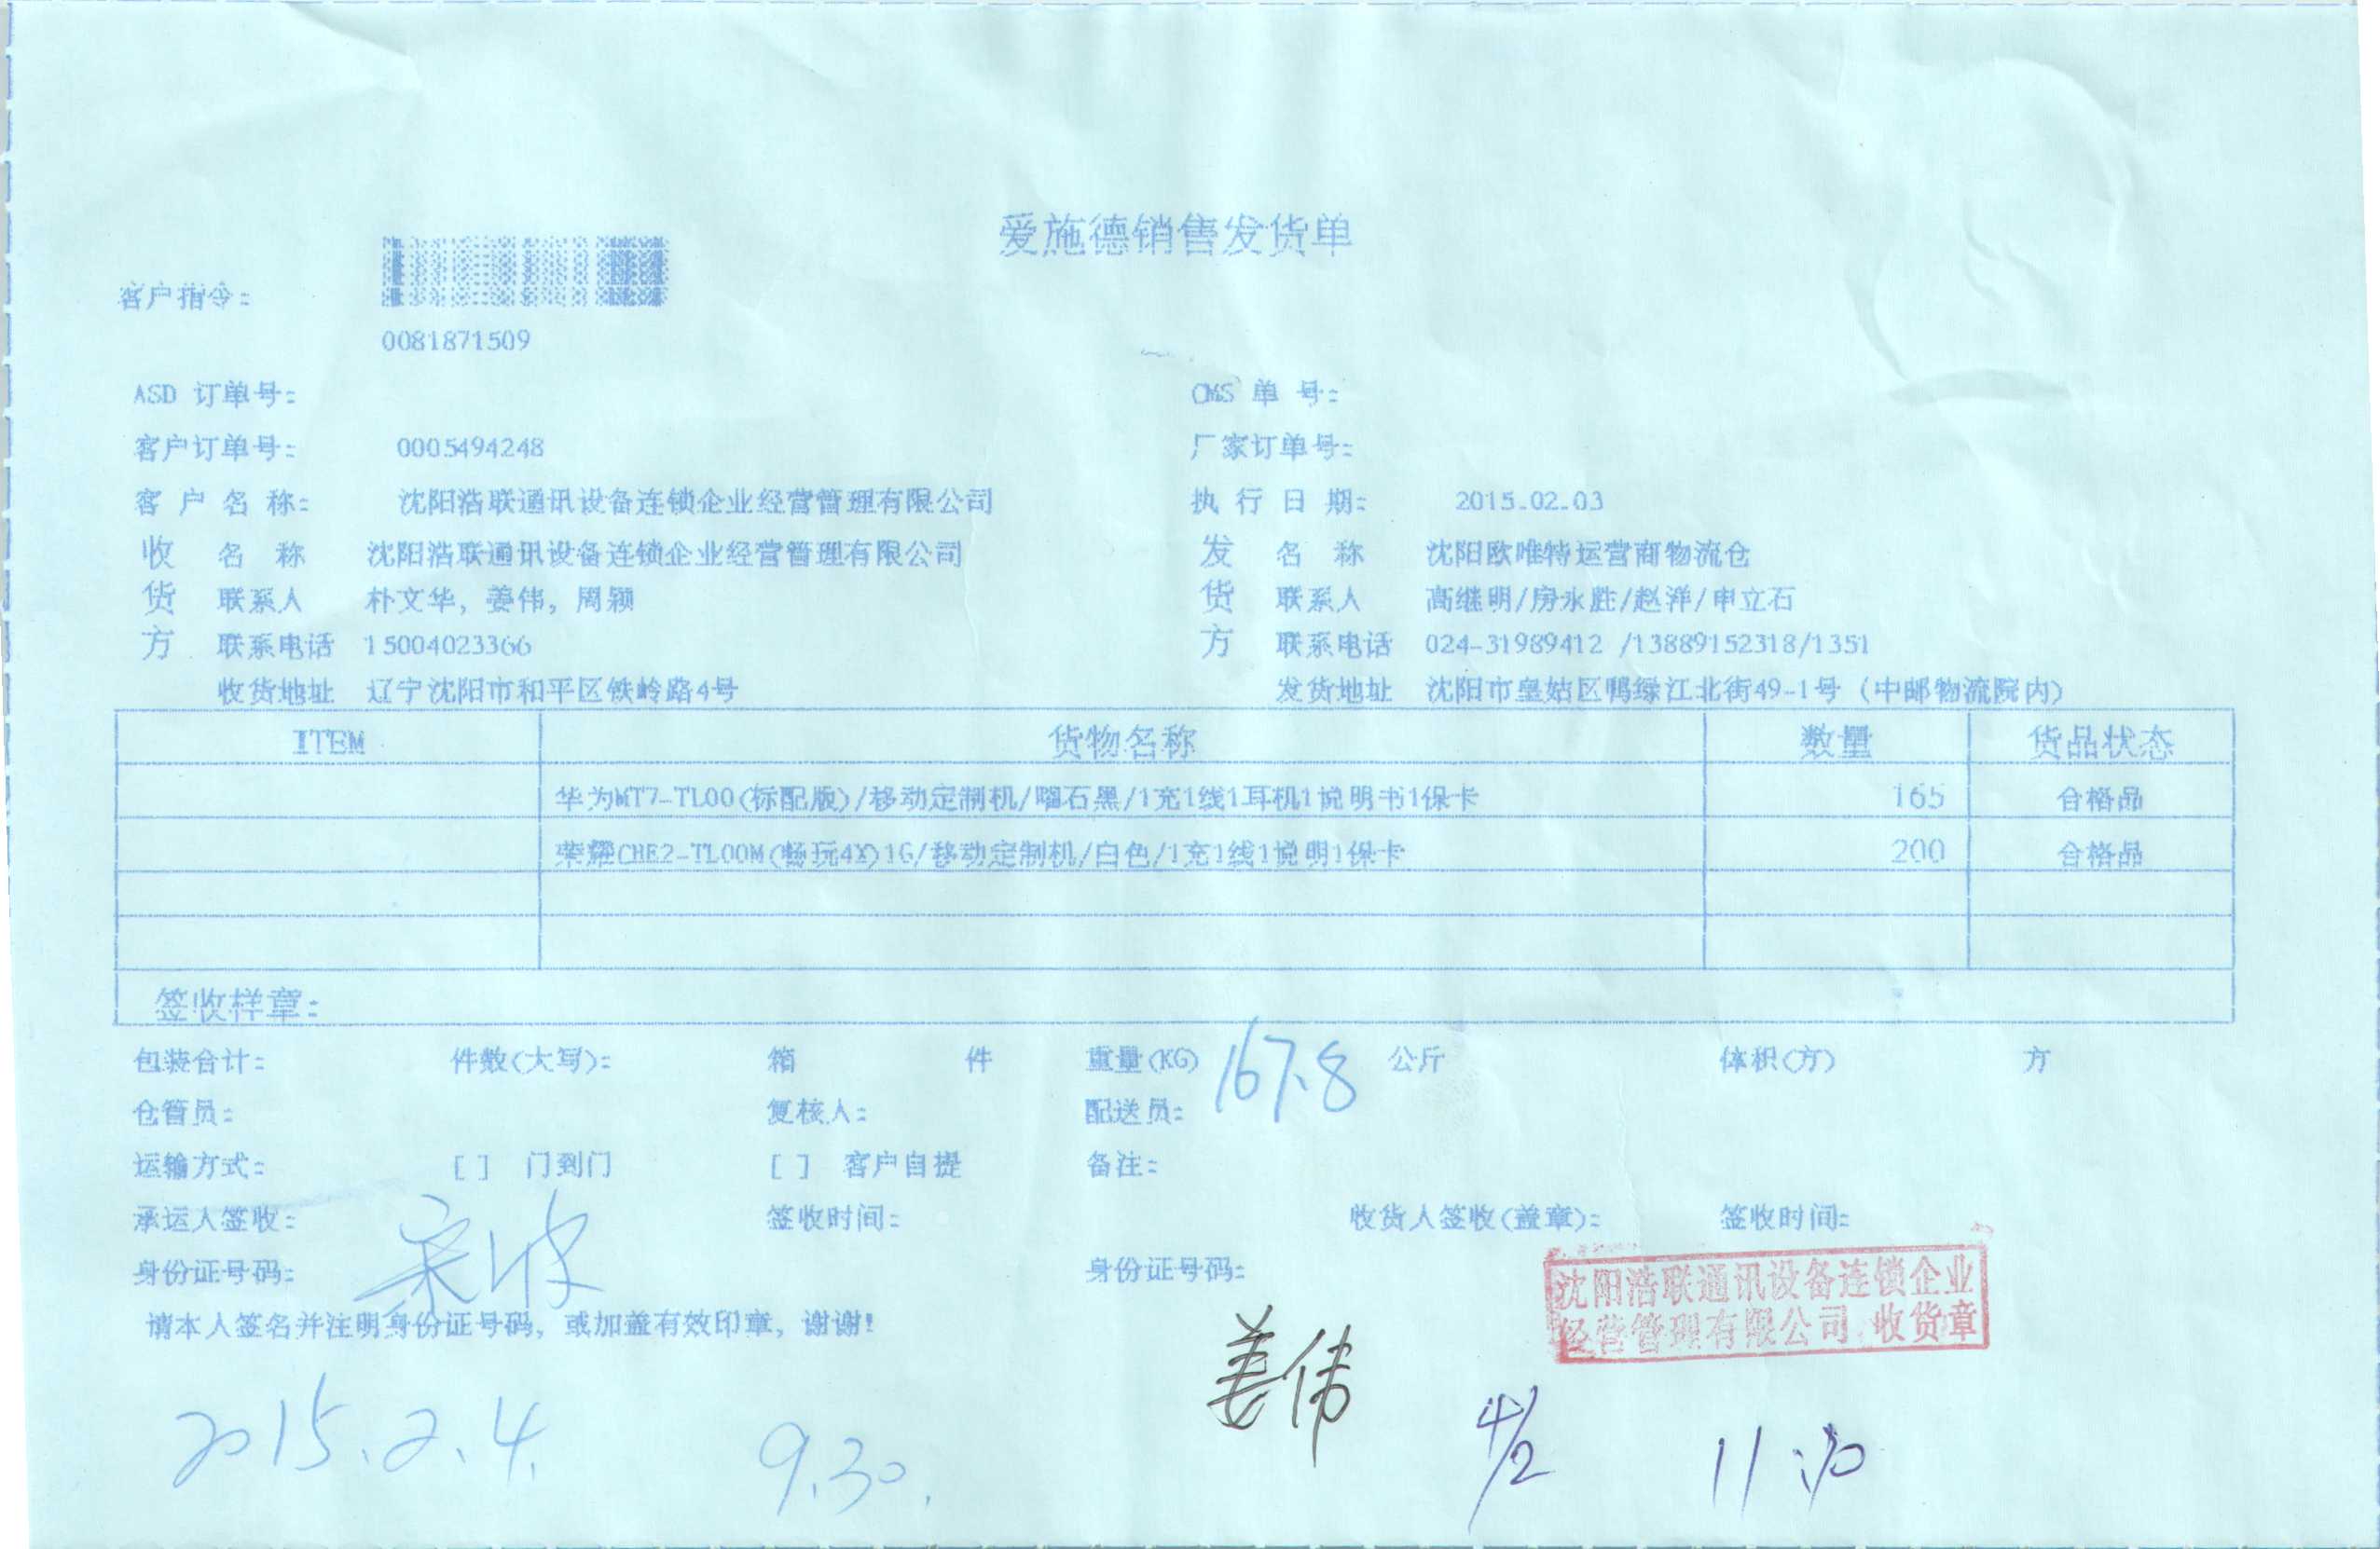 爱施德销售发货单
客户指令:
0081871509
ASD 订单号:
OMS 单 号:
客户订单号: 0005494248
厂家订单号:
客 户 名 称: 沈阳浩联通讯设备连锁企业经营管理有限公司
执 行 日 期: 2015.02.03
收货方 名 称 沈阳浩联通讯设备连锁企业经营管理有限公司
联系人 朴文华, 姜伟, 周颖
联系电话 15004023366
收货地址 辽宁沈阳市和平区铁岭路4号
发货方 名 称 沈阳欧唯特运营商物流仓
联系人 高继明/房永胜/赵洋/申立石
联系电话 024-31989412 /13889152318/1351
发货地址 沈阳市皇姑区鸭绿江北街49-1号 (中邮物流院内)
ITEM 货物名称 数量 货品状态
华为MT7-TL00(标配版)/移动定制机/曜石黑/1充1线1耳机1说明书1保卡 165 合格品
荣耀CHE2-TL00M(畅玩4X)1G/移动定制机/白色/1充1线1说明1保卡 200 合格品
签收样章:
包装合计: 件数(大写): 箱 件 重量(KG) 167.8 公斤 体积(方) 方
仓管员: 复核人: 配送员:
运输方式: [ ] 门到门 [ ] 客户自提 备注:
承运人签收: 签收时间: 收货人签收(盖章): 签收时间:
身份证号码: 身份证号码:
请本人签名并注明身份证号码, 或加盖有效印章, 谢谢!
沈阳浩联通讯设备连锁企业
经营管理有限公司 收货章
姜伟
2015.2.4. 9.30.
4/2